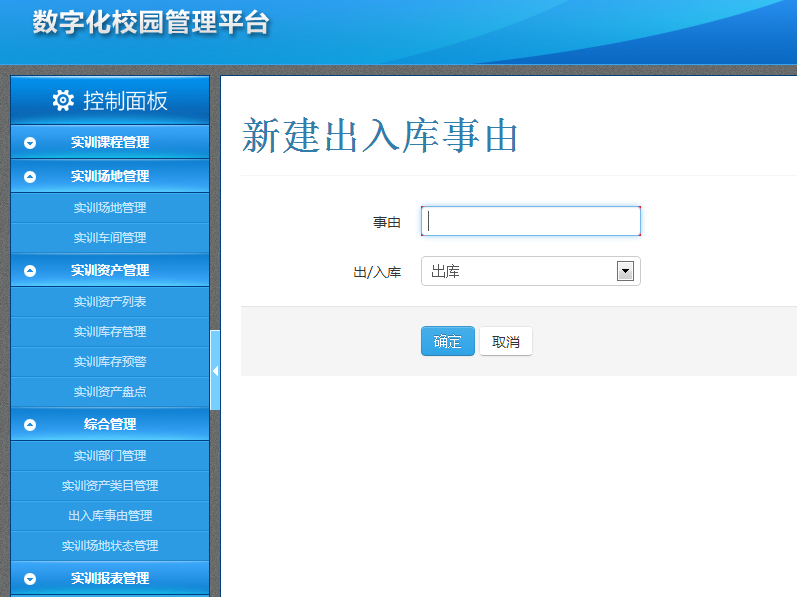 数字化校园管理平台
控制面板
实训课程管理
实训场地管理
实训场地管理
实训车间管理
实训资产管理
实训资产列表
实训库存管理
实训库存预警
实训资产盘点
综合管理
实训部门管理
实训资产类目管理
出入库事由管理
实训场地状态管理
实训报表管理
新建出入库事由
事由
出/入库 出库
确定 取消